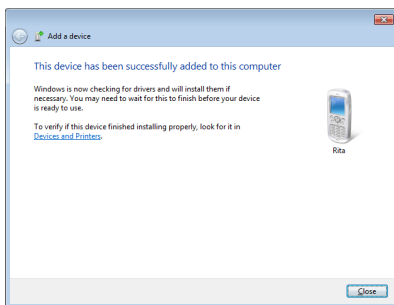 Add a device
This device has been successfully added to this computer
Windows is now checking for drivers and will install them if
necessary. You may need to wait for this to finish before your device
is ready to use.
To verify if this device finished installing properly, look for it in
Devices and Printers.
Rita
Close